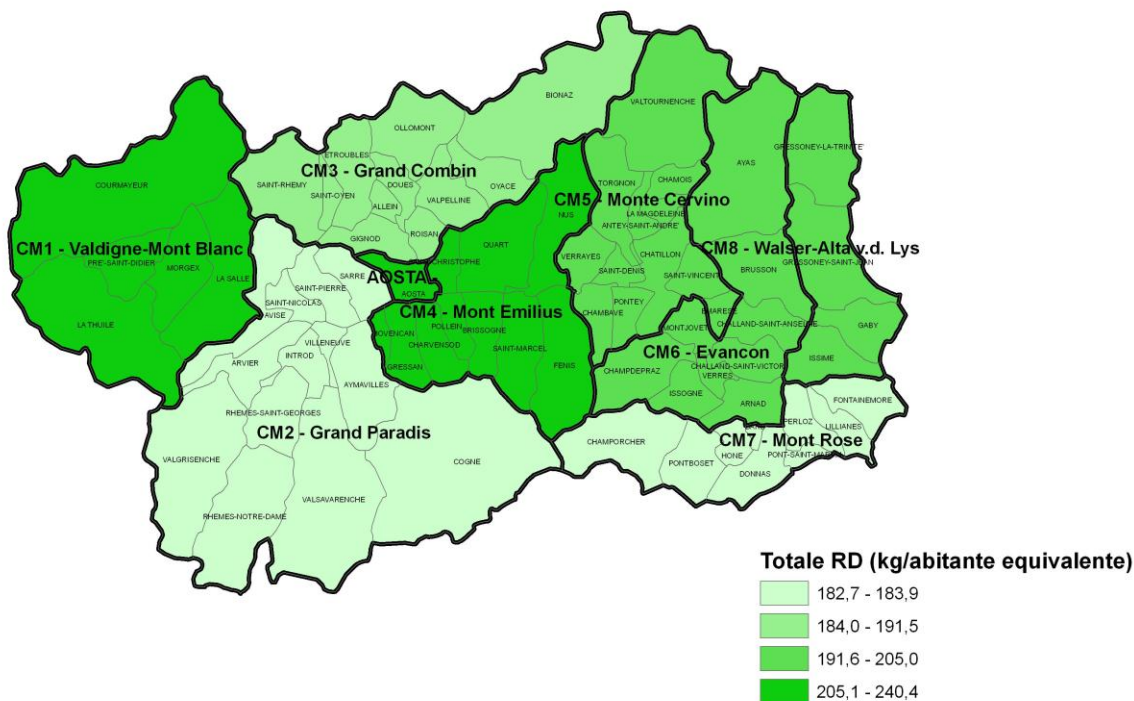 BIONAZ
VALTOURNENCHE
OLLOMONT
ETROUBLES
GRESSONEY-LA-TRINITE'
AYAS
CM3 - Grand Combin
SAINT-RHEMY
SAINT-OYEN
DOUES
OYACE
TORGNON
CHAMOIS
COURMAYEUR
ALLEIN
VALPELLINE
CM5 - Monte Cervino
LA MAGDELEINE
NUS
ANTEY-SAINT-ANDRE'
GIGNOD
ROISAN
QUART
CM1 - Valdigne-Mont Blanc
CM8 - Walser-Alta v.d. Lys
VERRAYES
CHATILLON
PRE'-SAINT-DIDIER
MORGEX
CHRISTOPHE
GRESSONEY-SAINT-JEAN
SARRE
SAINT-DENIS
SAINT-VINCENT
BRUSSON
LA SALLE
AOSTA -
SAINT-PIERRE
AOSTA
SAINT-NICOLAS
PONTEY
EMARESE
AVISE
CM4 - Mont Emilius
CHAMBAVE
LA THUILE
JOVENCAN
POLLEIN
BRISSOGNE
MONTJOVET
CHALLAND-SAINT-ANSELME
GABY
VILLENEUVE
CHARVENSOD
SAINT-MARCEL
CM6 - Evancon
INTROD
ISSIME
ARVIER
GRESSAN
FENIS
CHAMPDEPRAZ
CHALLAND-SAINT-VICTOR
VERRES
AYMAVILLES
ISSOGNE
ARNAD
FONTAINEMORE
RHEMES-SAINT-GEORGES
PERLOZ
LILLIANES
CM2 - Grand Paradis
CM7 - Mont Rose
CHAMPORCHER
HONE
VALGRISENCHE
COGNE
PONTBOSET
DONNAS
VALSAVARENCHE
RHEMES-NOTRE-DAME
Totale RD (kg/abitante equivalente)
182,7 - 183,9
184,0 - 191,5
191,6 - 205,0
205,1 - 240,4